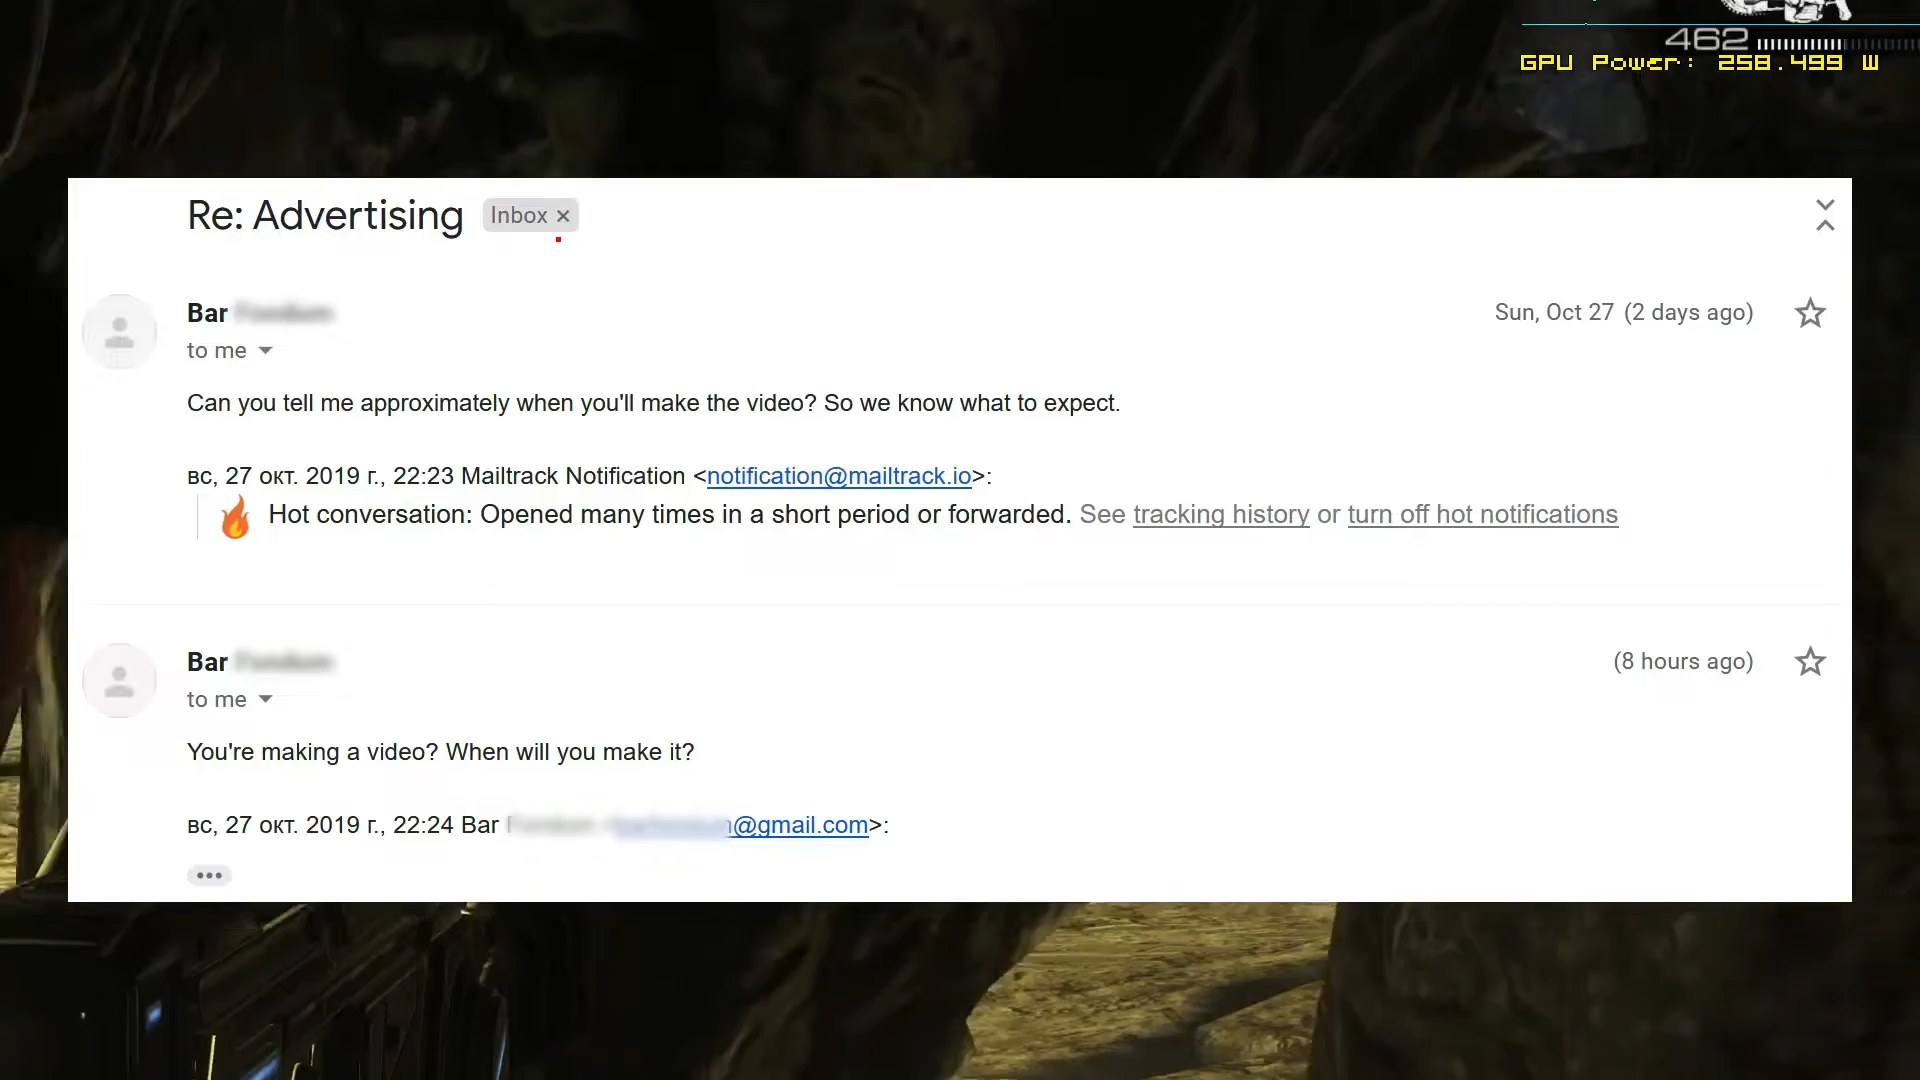 462
GPU Power: 258.499 W
Re: Advertising Inbox ×
Bar
Sun, Oct 27 (2 days ago)
to me
Can you tell me approximately when you'll make the video? So we know what to expect.
вс, 27 окт. 2019 г., 22:23 Mailtrack Notification <notification@mailtrack.io>:
Hot conversation: Opened many times in a short period or forwarded. See tracking history or turn off hot notifications
Bar
(8 hours ago)
to me
You're making a video? When will you make it?
вс, 27 окт. 2019 г., 22:24 Bar @gmail.com>: